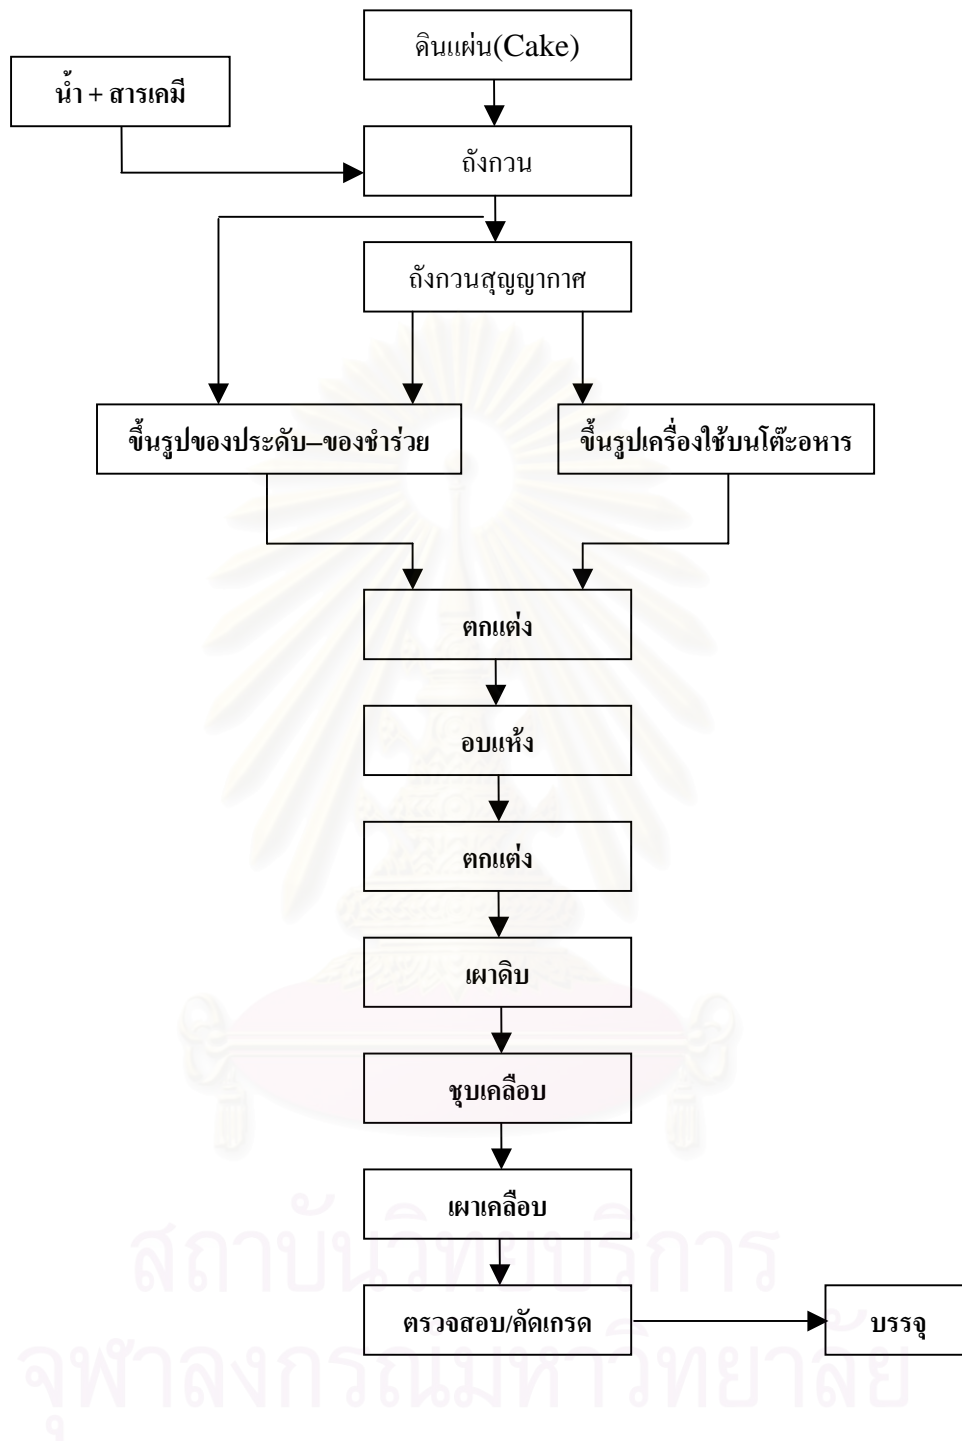 ดินแผ่น(Cake)
น้ำ + สารเคมี
ถังกวน
ถังกวนสุญญากาศ
ขึ้นรูปของประดับ–ของชำร่วย
ขึ้นรูปเครื่องใช้บนโต๊ะอาหาร
ตกแต่ง
อบแห้ง
ตกแต่ง
เผาดิบ
ชุบเคลือบ
เผาเคลือบ
ตรวจสอบ/คัดเกรด
บรรจุ
สถาบันวิทยบริการ
จุฬาลงกรณ์มหาวิทยาลัย